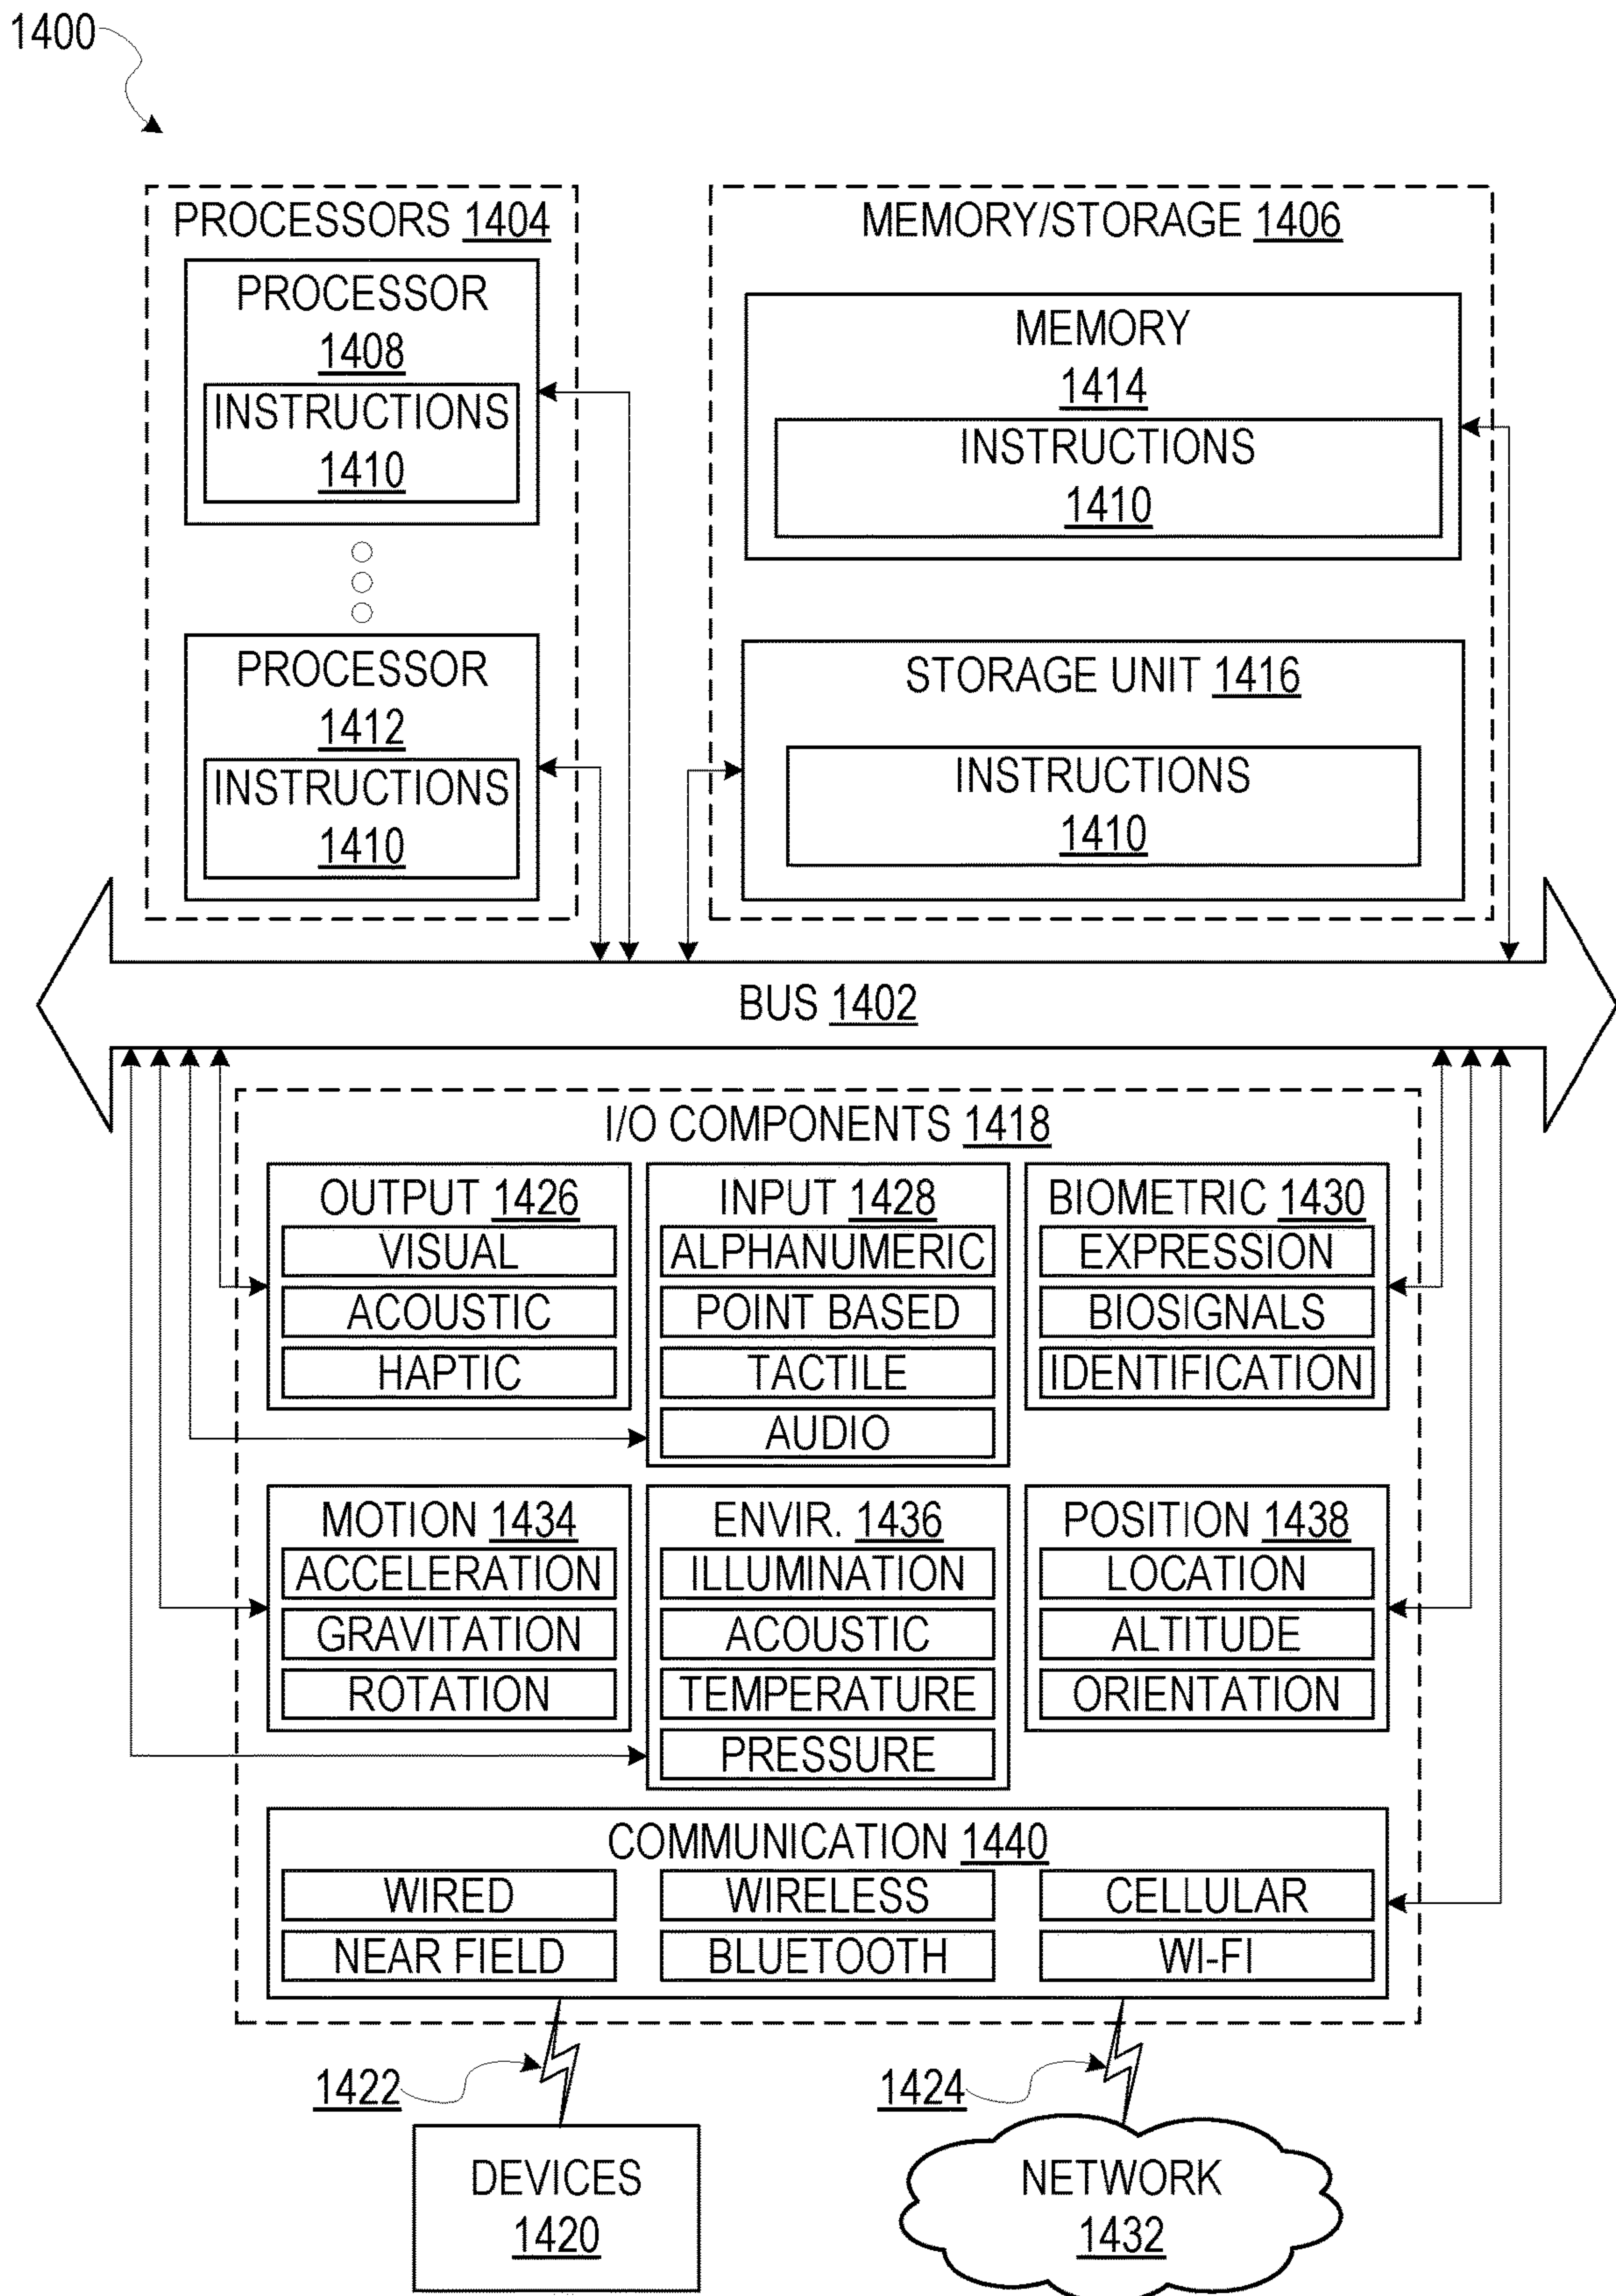 1400
PROCESSORS 1404
PROCESSOR
1408
INSTRUCTIONS
1410
PROCESSOR
1412
INSTRUCTIONS
1410
MEMORY/STORAGE 1406
MEMORY
1414
INSTRUCTIONS
1410
STORAGE UNIT 1416
INSTRUCTIONS
1410
BUS 1402
I/O COMPONENTS 1418
OUTPUT 1426
VISUAL
ACOUSTIC
HAPTIC
INPUT 1428
ALPHANUMERIC
POINT BASED
TACTILE
AUDIO
BIOMETRIC 1430
EXPRESSION
BIOSIGNALS
IDENTIFICATION
MOTION 1434
ACCELERATION
GRAVITATION
ROTATION
ENVIR. 1436
ILLUMINATION
ACOUSTIC
TEMPERATURE
PRESSURE
POSITION 1438
LOCATION
ALTITUDE
ORIENTATION
COMMUNICATION 1440
WIRED
WIRELESS
CELLULAR
NEAR FIELD
BLUETOOTH
WI-FI
1422
1424
DEVICES
1420
NETWORK
1432